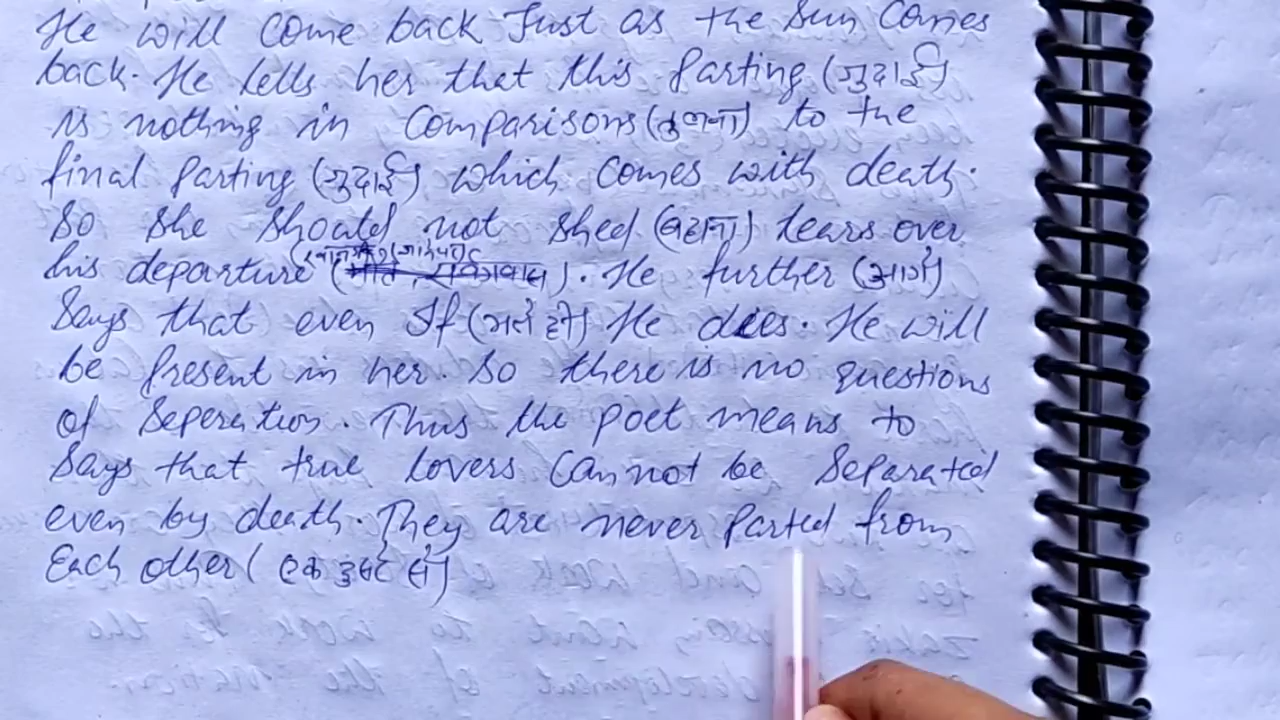 He will come back Just as the Sun Comes
back. He tells her that this Parting (जुदाई)
is nothing in Comparisons (तुलना) to the
final Parting (जुदाई) which comes with death.
So she should not shed (बहाना) tears over
his departure ( ). He further (आगे)
Says that even If (भले ही) He dies. He will
be Present in her. So there is no questions
of Seperation. Thus the poet means to
Says that true lovers Cannot be Separated
even by death. They are never Parted from
Each other ( एक दुसरे से)